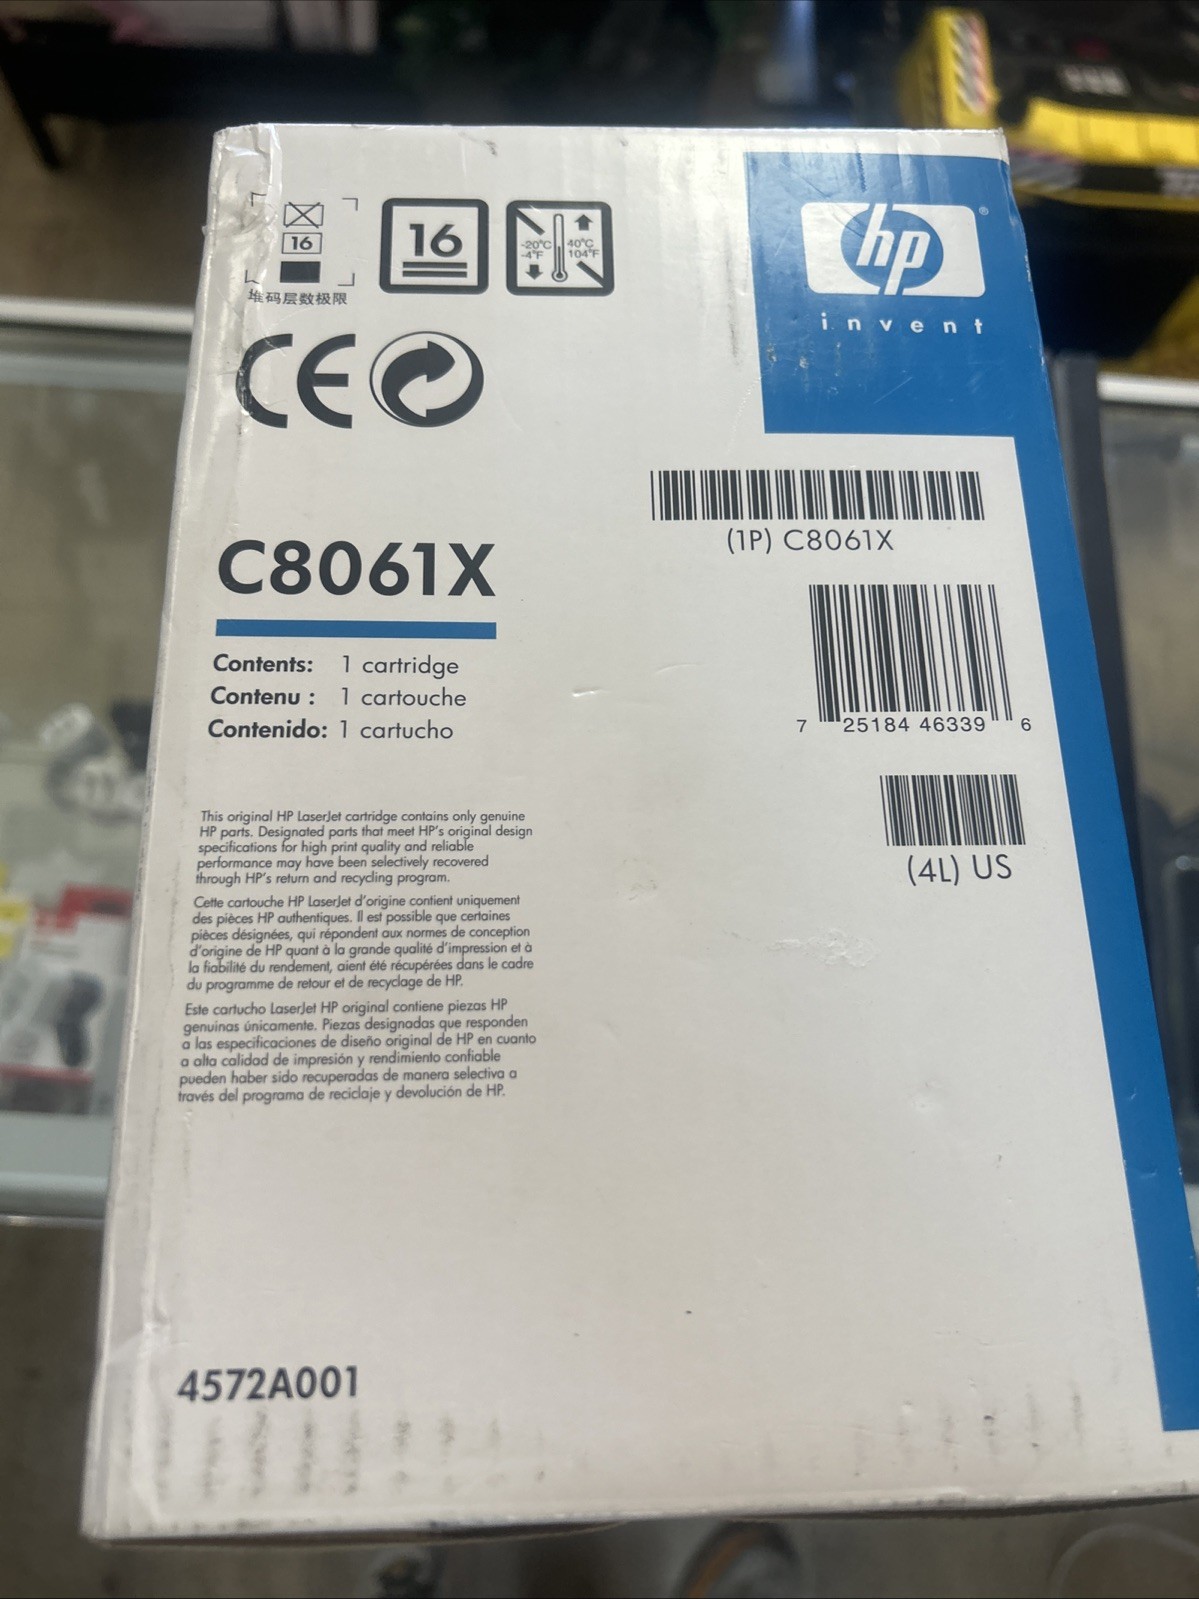 16
堆码层数极限
16
-20°C
-4°F
40°C
104°F
hp
®
invent
CE
(1P) C8061X
C8061X
Contents: 1 cartridge
Contenu : 1 cartouche
Contenido: 1 cartucho
7 25184 46339 6
(4L) US
This original HP LaserJet cartridge contains only genuine
HP parts. Designated parts that meet HP's original design
specifications for high print quality and reliable
performance may have been selectively recovered
through HP's return and recycling program.
Cette cartouche HP LaserJet d'origine contient uniquement
des pièces HP authentiques. Il est possible que certaines
pièces désignées, qui répondent aux normes de conception
d'origine de HP quant à la grande qualité d'impression et à
la fiabilité du rendement, aient été récupérées dans le cadre
du programme de retour et de recyclage de HP.
Este cartucho LaserJet HP original contiene piezas HP
genuinas únicamente. Piezas designadas que responden
a las especificaciones de diseño original de HP en cuanto
a alta calidad de impresión y rendimiento confiable
pueden haber sido recuperadas de manera selectiva a
través del programa de reciclaje y devolución de HP.
4572A001